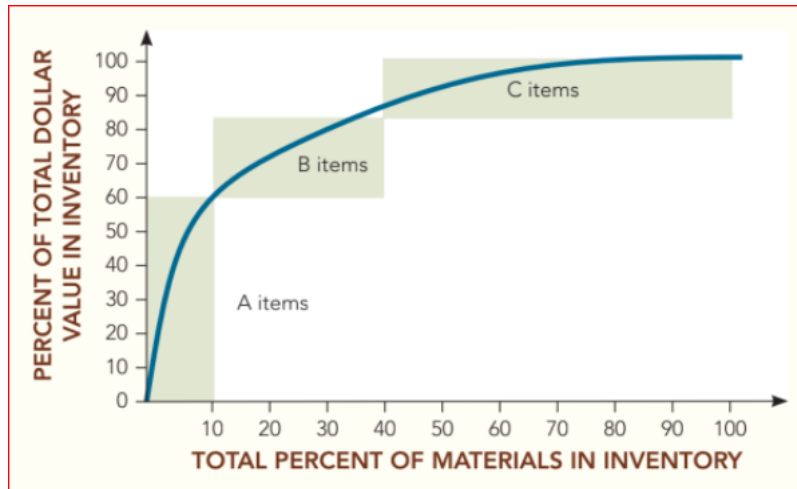 PERCENT OF TOTAL DOLLAR
VALUE IN INVENTORY
100
90
80
70
60
50
40
30
20
10
0
C items
B items
A items
10 20 30 40 50 60 70 80 90 100
TOTAL PERCENT OF MATERIALS IN INVENTORY